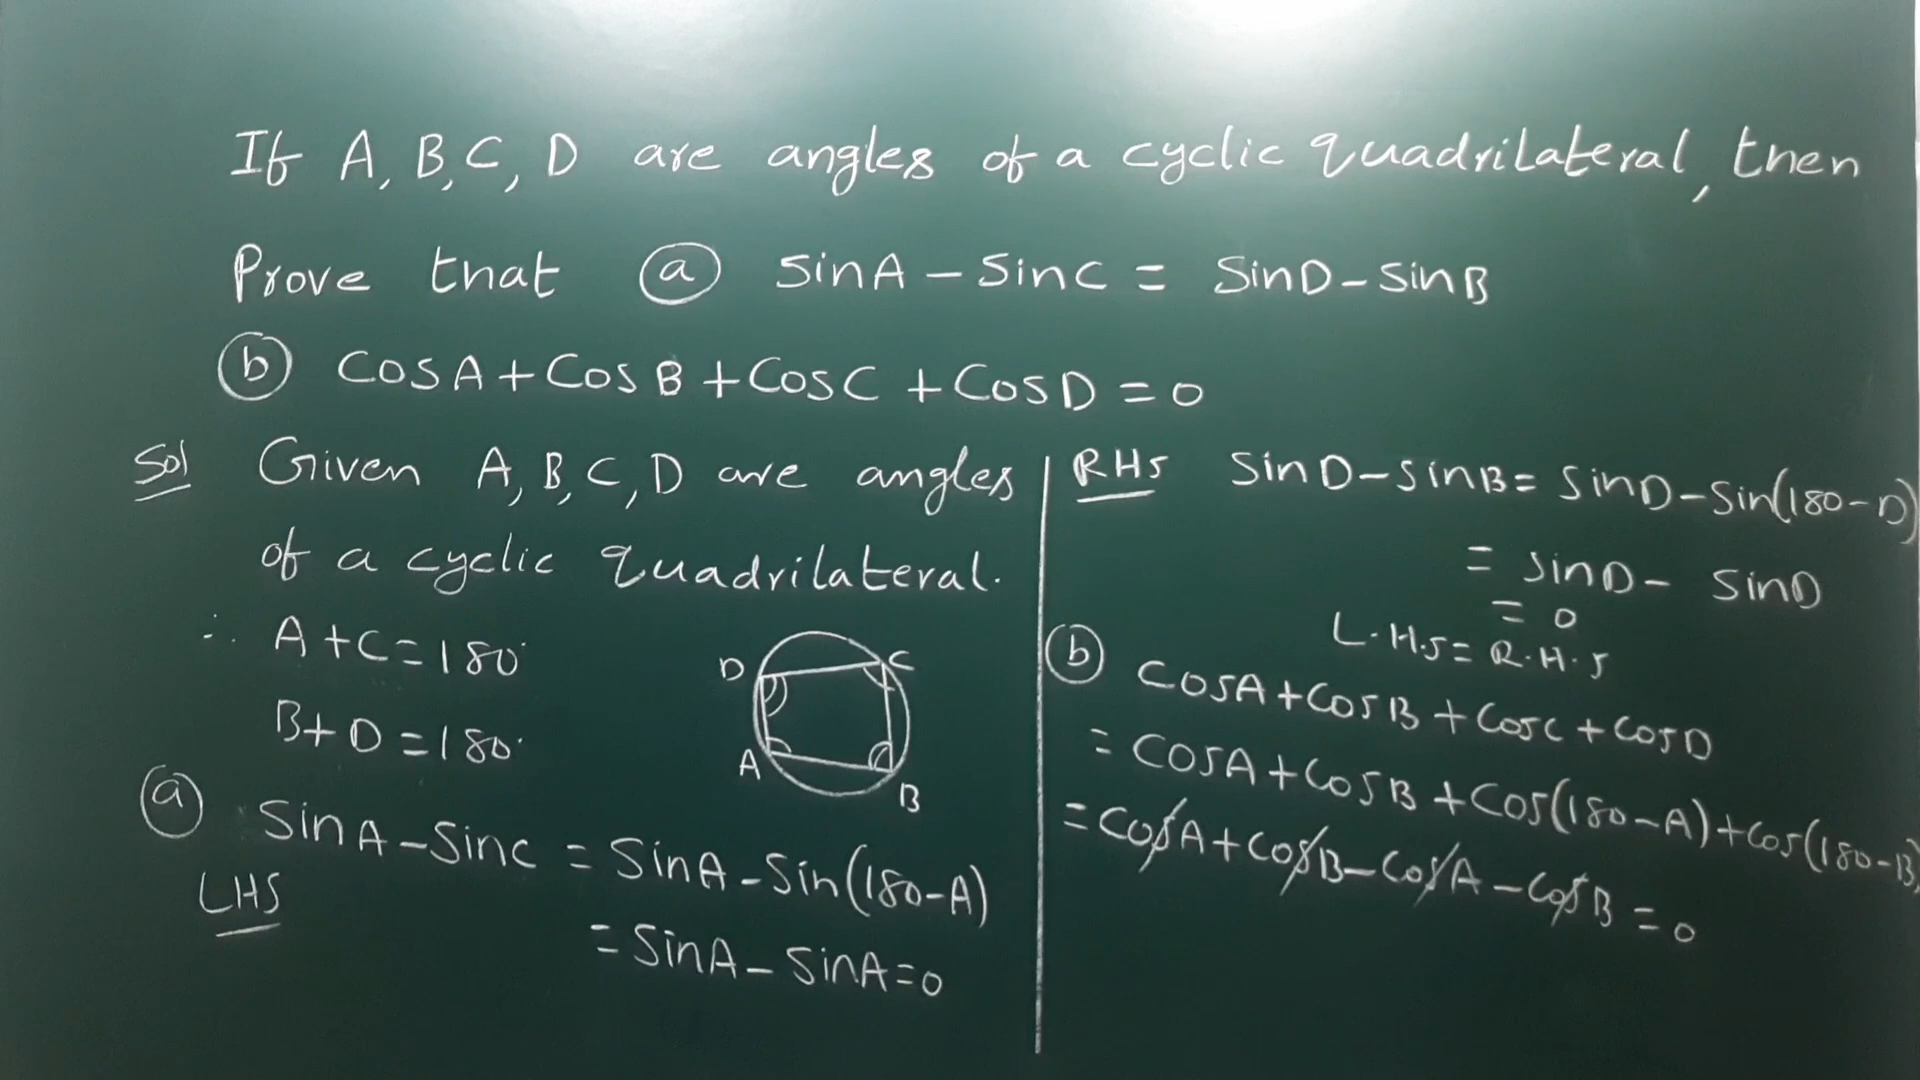 If A, B, C, D are angles of a cyclic quadrilateral, then
Prove that (a) SinA - SinC = SinD - SinB
(b) CosA + CosB + CosC + CosD = 0
Sol Given A, B, C, D are angles
of a cyclic quadrilateral.
∴ A + C = 180°
B + D = 180°
D C
A B
(a) SinA - SinC = SinA - Sin(180-A)
LHS
= SinA - SinA = 0
RHS SinD - SinB = SinD - Sin(180-D)
= SinD - SinD
= 0
L.H.S = R.H.S
(b) CosA + CosB + CosC + CosD
= CosA + CosB + Cos(180-A) + Cos(180-B)
= CosA + CosB - CosA - CosB = 0